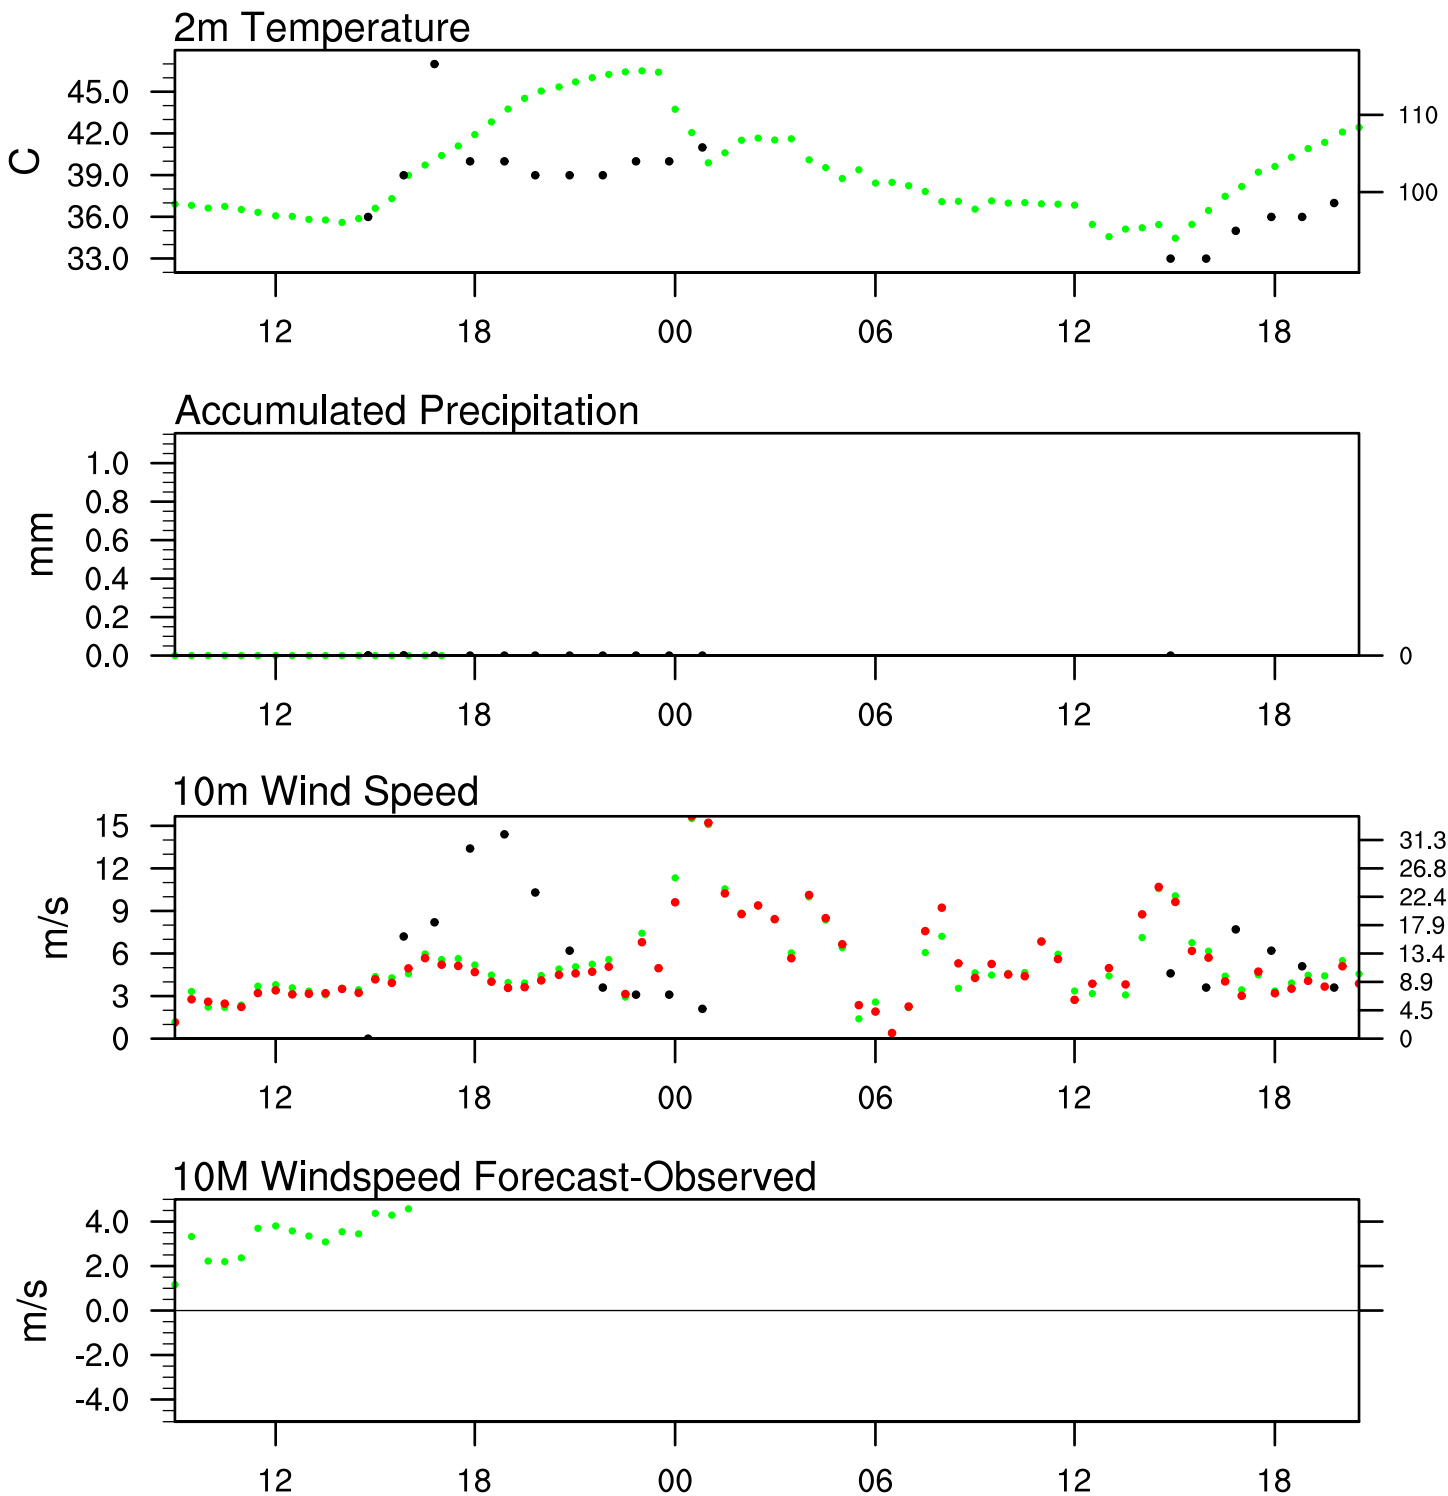 2m Temperature
C
45.0
42.0
39.0
36.0
33.0
110
100
12 18 00 06 12 18
Accumulated Precipitation
mm
1.0
0.8
0.6
0.4
0.2
0.0
0
12 18 00 06 12 18
10m Wind Speed
m/s
15
12
9
6
3
0
31.3
26.8
22.4
17.9
13.4
8.9
4.5
0
12 18 00 06 12 18
10M Windspeed Forecast-Observed
m/s
4.0
2.0
0.0
-2.0
-4.0
12 18 00 06 12 18